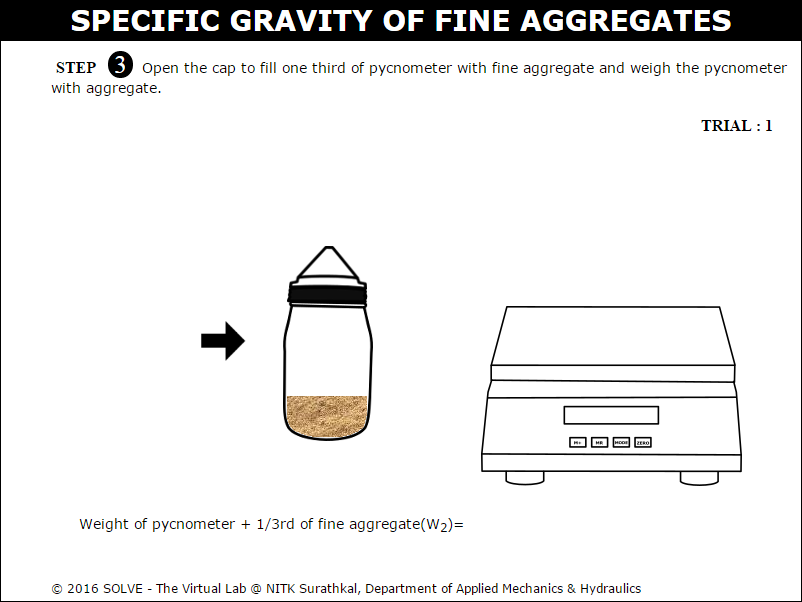 SPECIFIC GRAVITY OF FINE AGGREGATES
STEP 3 Open the cap to fill one third of pycnometer with fine aggregate and weigh the pycnometer
with aggregate.
TRIAL : 1
M+ MR MODE ZERO
Weight of pycnometer + 1/3rd of fine aggregate(W2)=
© 2016 SOLVE - The Virtual Lab @ NITK Surathkal, Department of Applied Mechanics & Hydraulics